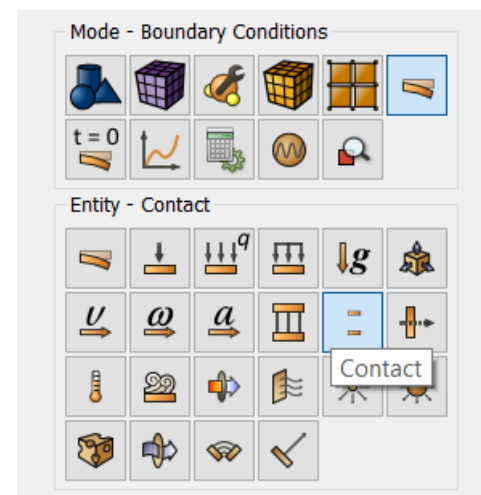 Mode - Boundary Conditions
t = 0
Entity - Contact
q
g
υ
ω
a
Contact